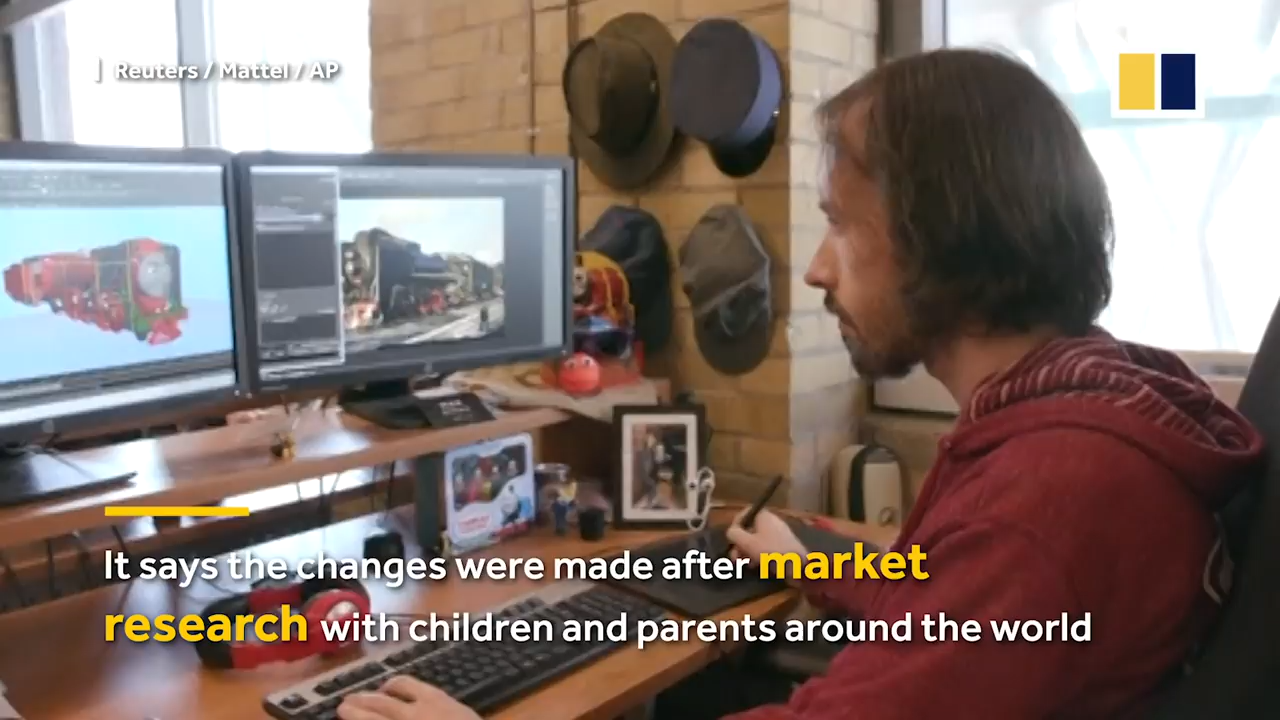 Reuters / Mattel / AP
It says the changes were made after market
research with children and parents around the world